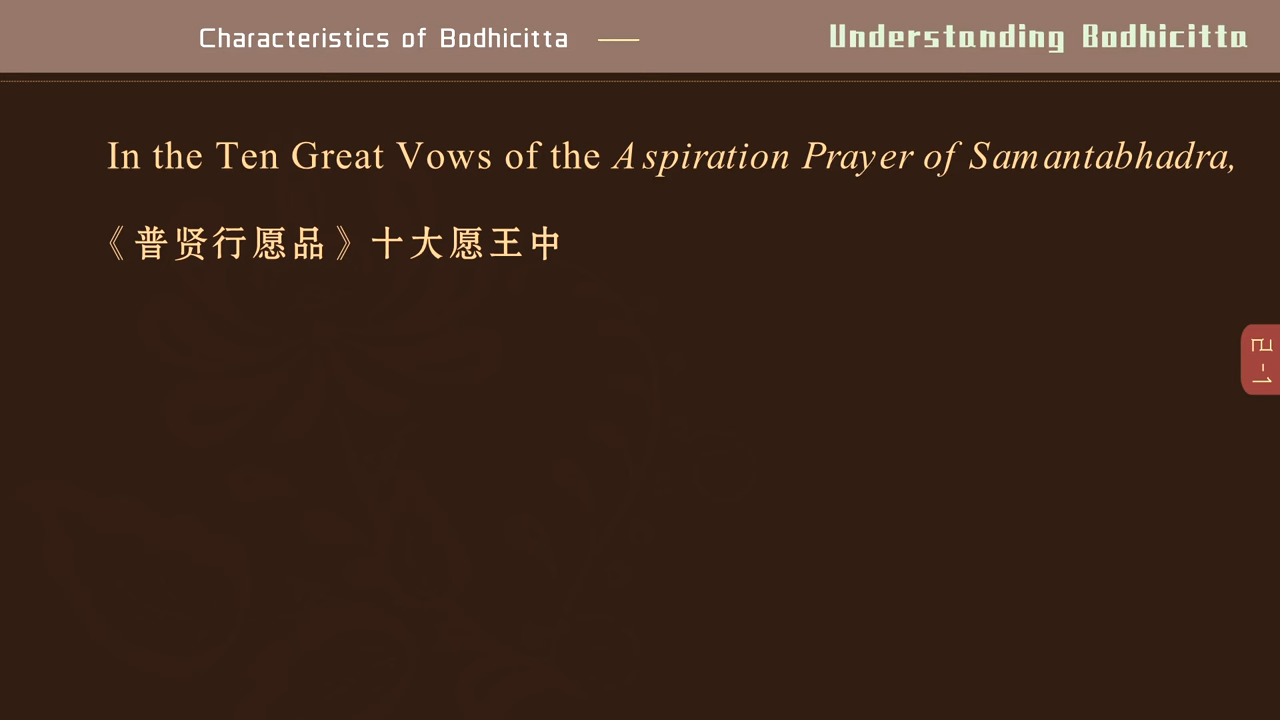 Characteristics of Bodhicitta —
Understanding Bodhicitta
In the Ten Great Vows of the Aspiration Prayer of Samantabhadra,
《普贤行愿品》十大愿王中